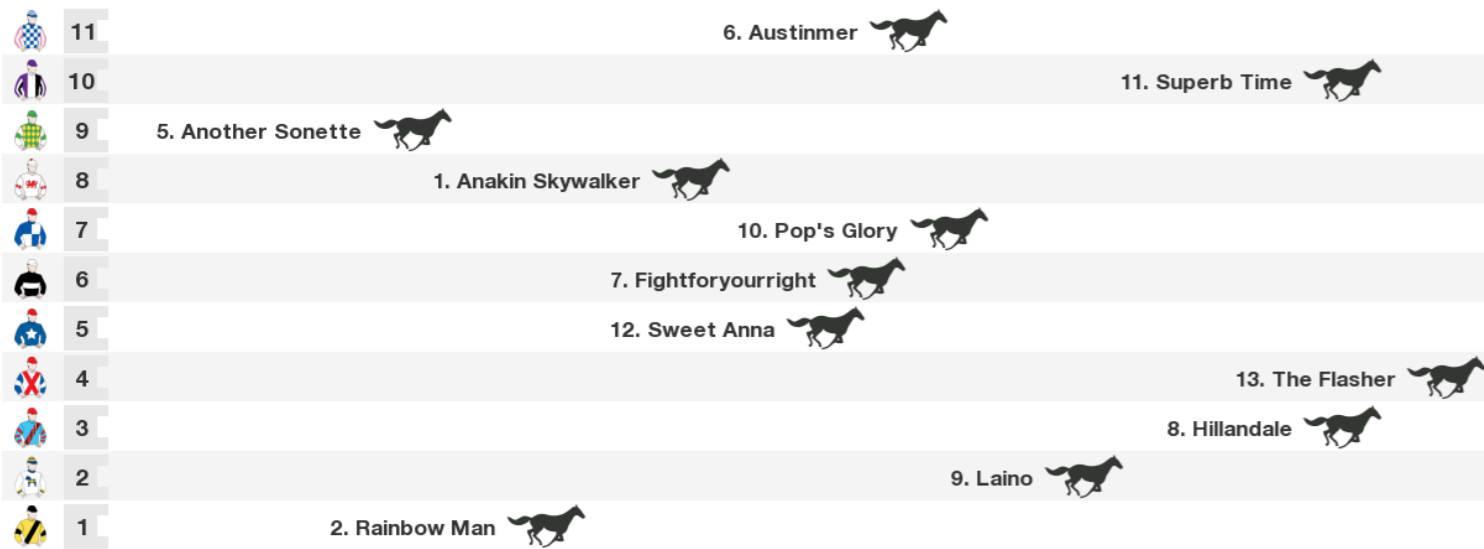 11 6. Austinmer
10 11. Superb Time
9 5. Another Sonette
8 1. Anakin Skywalker
7 10. Pop's Glory
6 7. Fightforyourright
5 12. Sweet Anna
4 13. The Flasher
3 8. Hillandale
2 9. Laino
1 2. Rainbow Man